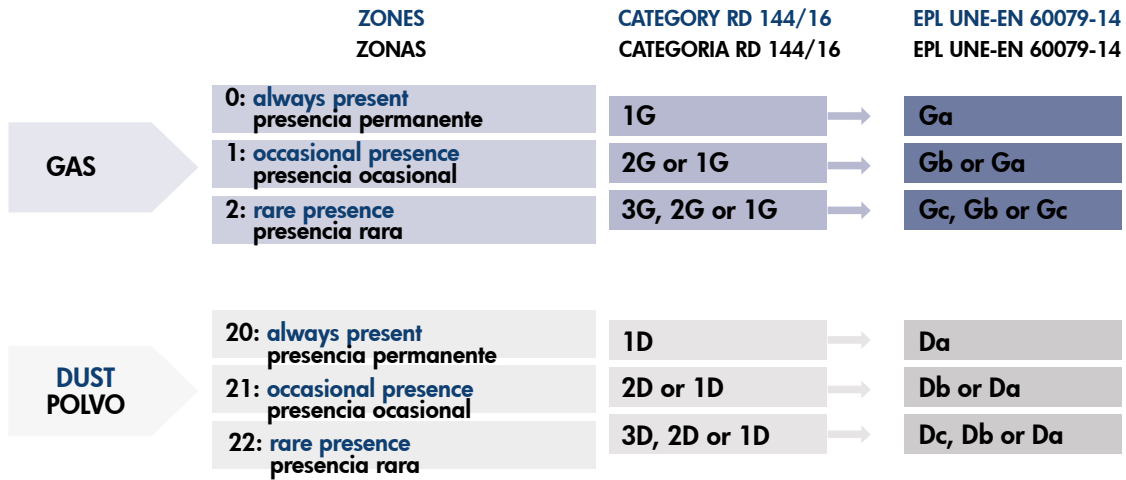 ZONES CATEGORY RD 144/16 EPL UNE-EN 60079-14
ZONAS CATEGORIA RD 144/16 EPL UNE-EN 60079-14
GAS
0: always present
presencia permanente
1G
Ga
1: occasional presence
presencia ocasional
2G or 1G
Gb or Ga
2: rare presence
presencia rara
3G, 2G or 1G
Gc, Gb or Gc
DUST
POLVO
20: always present
presencia permanente
1D
Da
21: occasional presence
presencia ocasional
2D or 1D
Db or Da
22: rare presence
presencia rara
3D, 2D or 1D
Dc, Db or Da